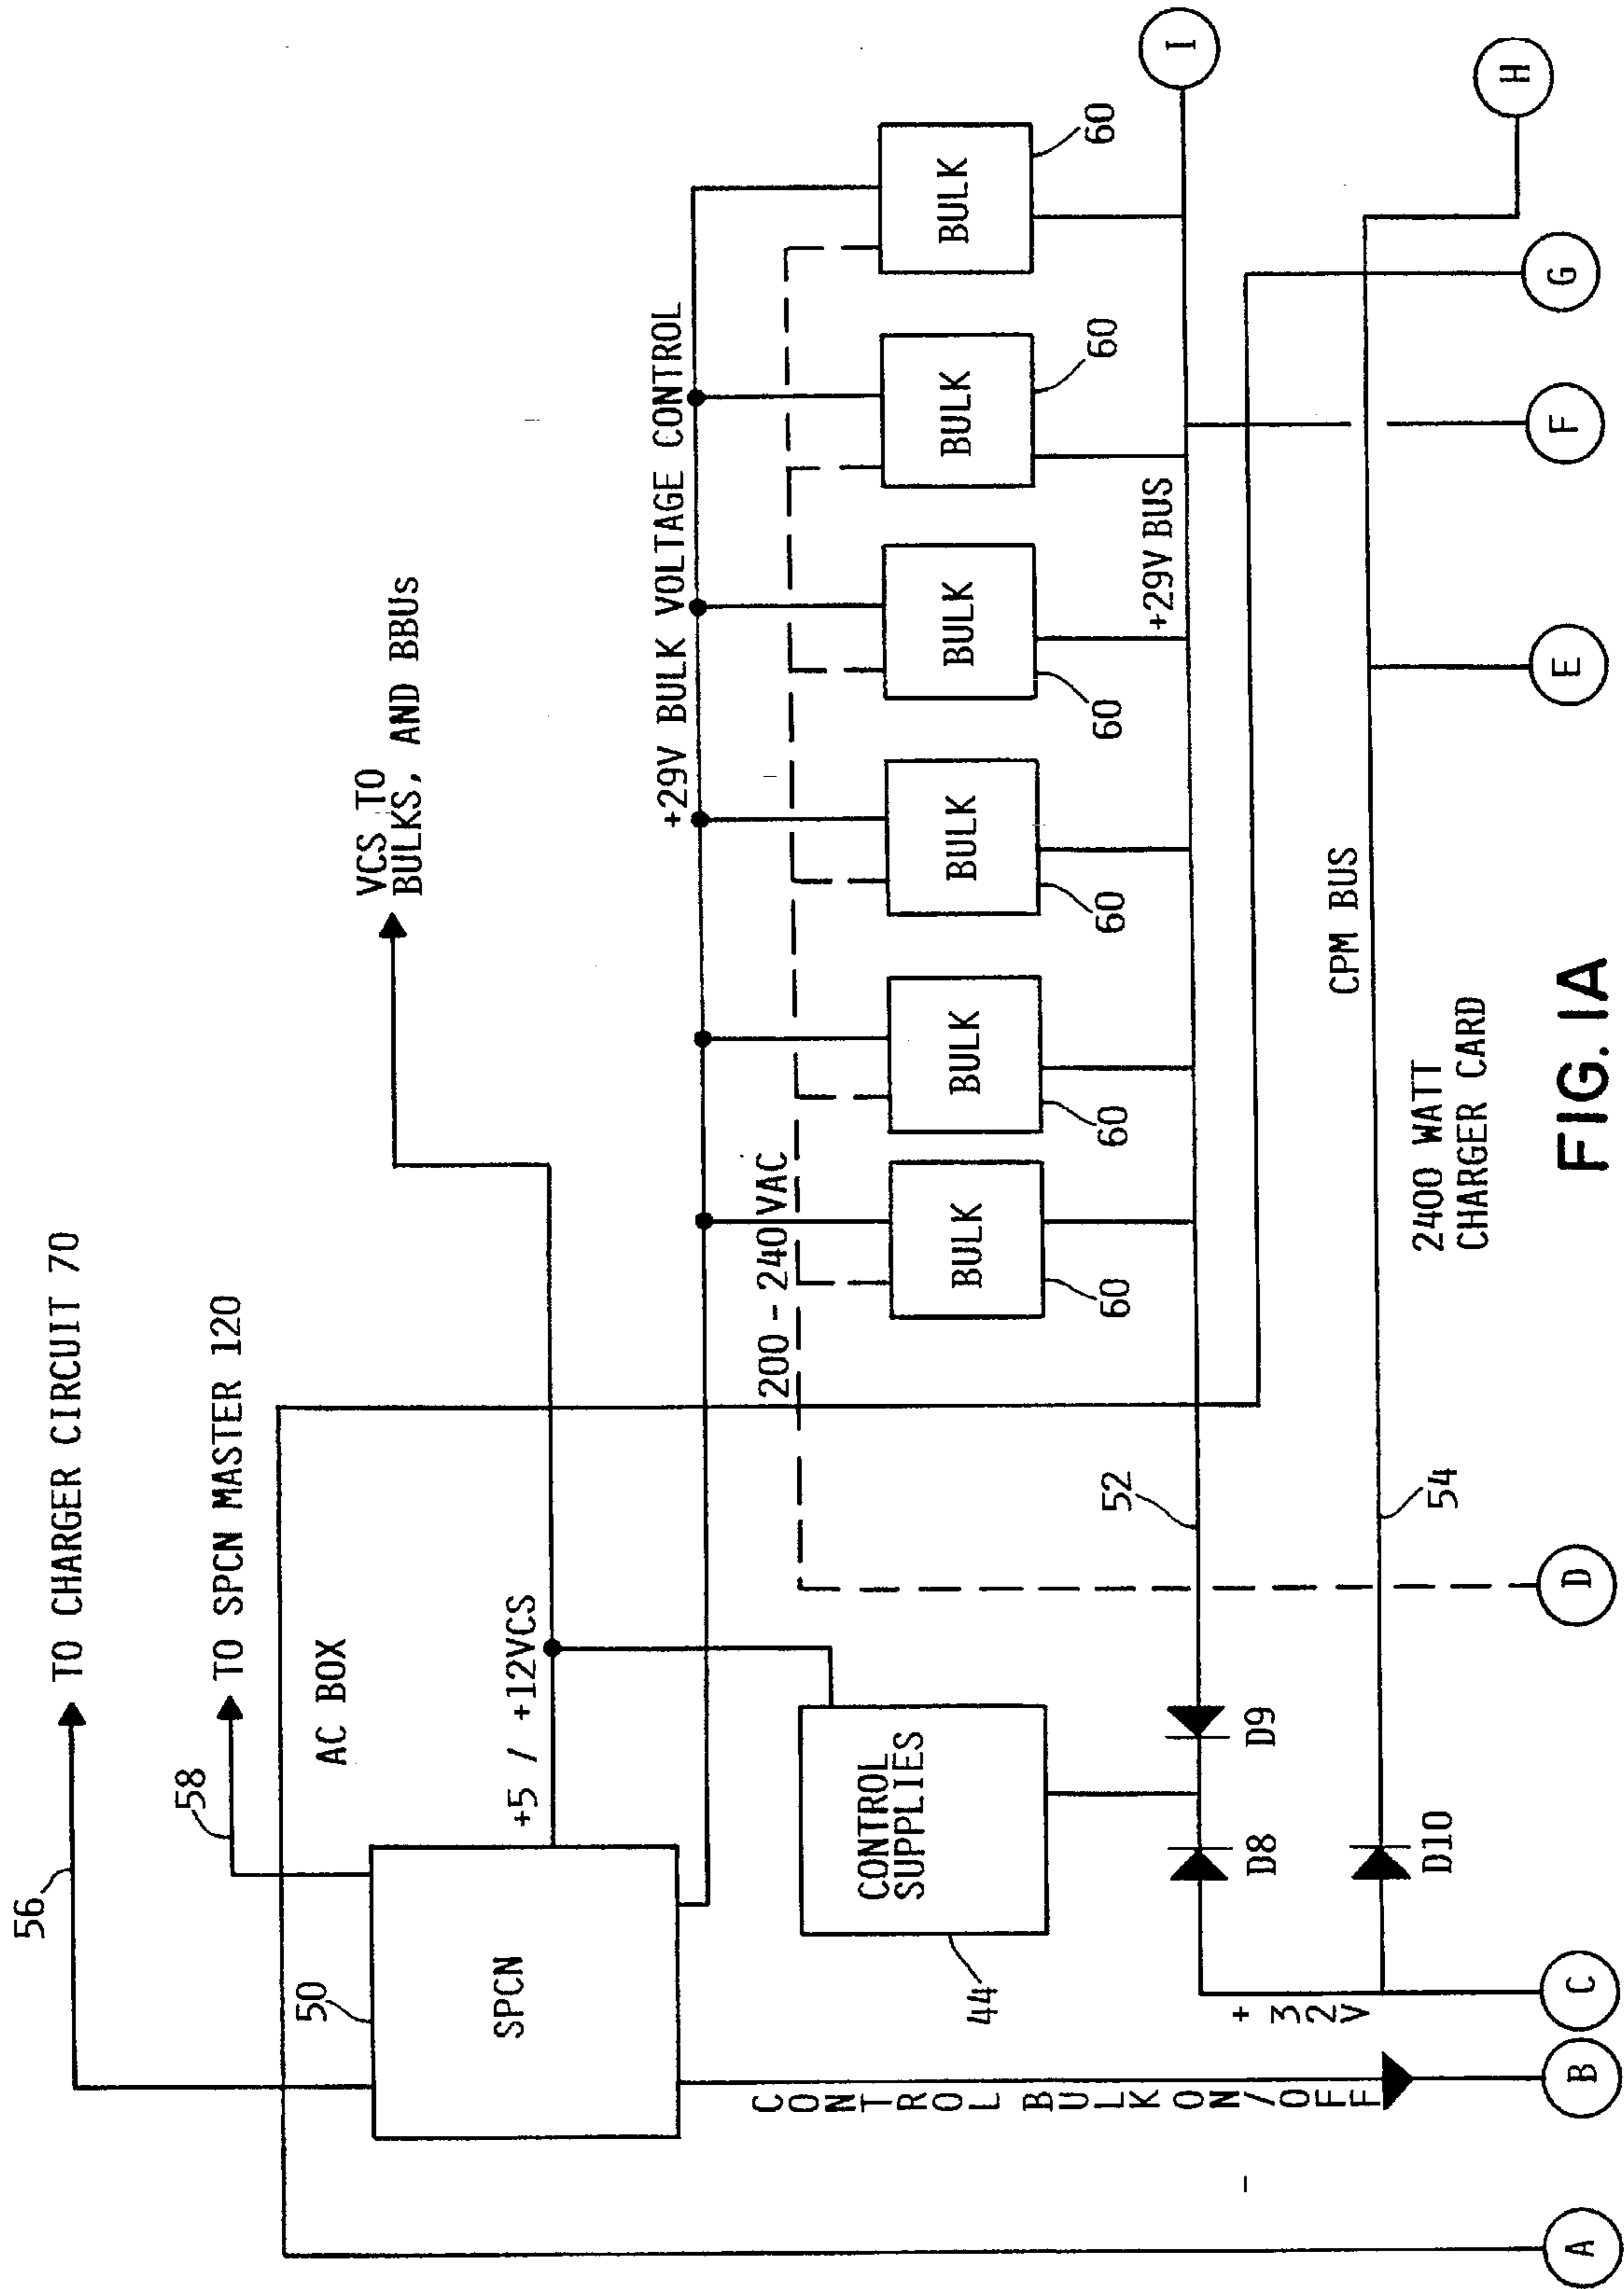 56
TO CHARGER CIRCUIT 70
58
TO SPCN MASTER 120
AC BOX
50
SPCN
+5 / +12VCS
VCS TO
BULKS, AND BBUs
+29V BULK VOLTAGE CONTROL
200 - 240 VAC
CONTROL
SUPPLIES
44
BULK
60
BULK
60
BULK
60
BULK
60
BULK
60
BULK
60
CONTROL BULK ON/OFF
+32V
D8
D9
D10
52
+29V BUS
54
CPM BUS
2400 WATT
CHARGER CARD
A
B
C
D
E
F
G
H
I
FIG. 1A